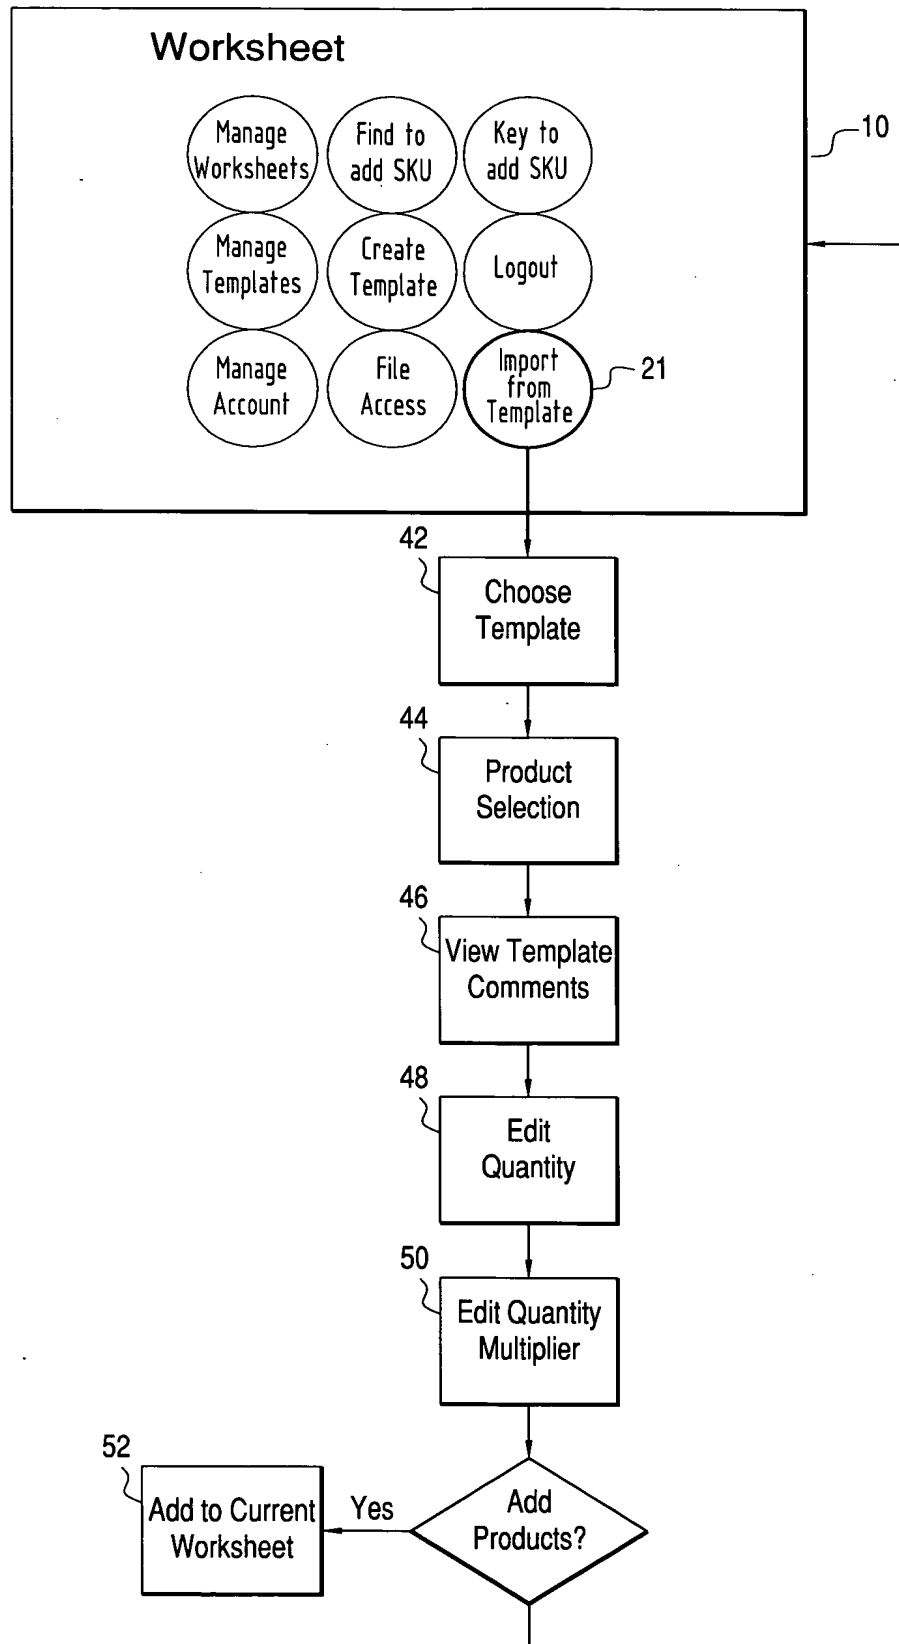 Worksheet
Manage
Worksheets
Find to
add SKU
Key to
add SKU
10
Manage
Templates
Create
Template
Logout
Manage
Account
File
Access
Import
from
Template
21
42
Choose
Template
44
Product
Selection
46
View Template
Comments
48
Edit
Quantity
50
Edit Quantity
Multiplier
52
Add to Current
Worksheet
Yes
Add
Products?